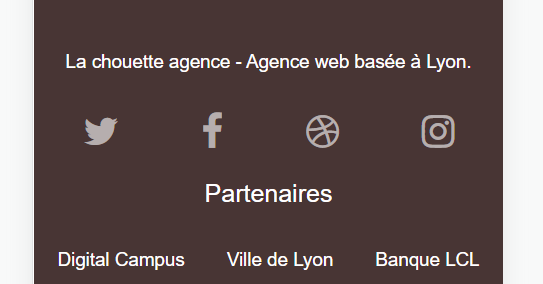 La chouette agence - Agence web basée à Lyon.
Partenaires
Digital Campus Ville de Lyon Banque LCL